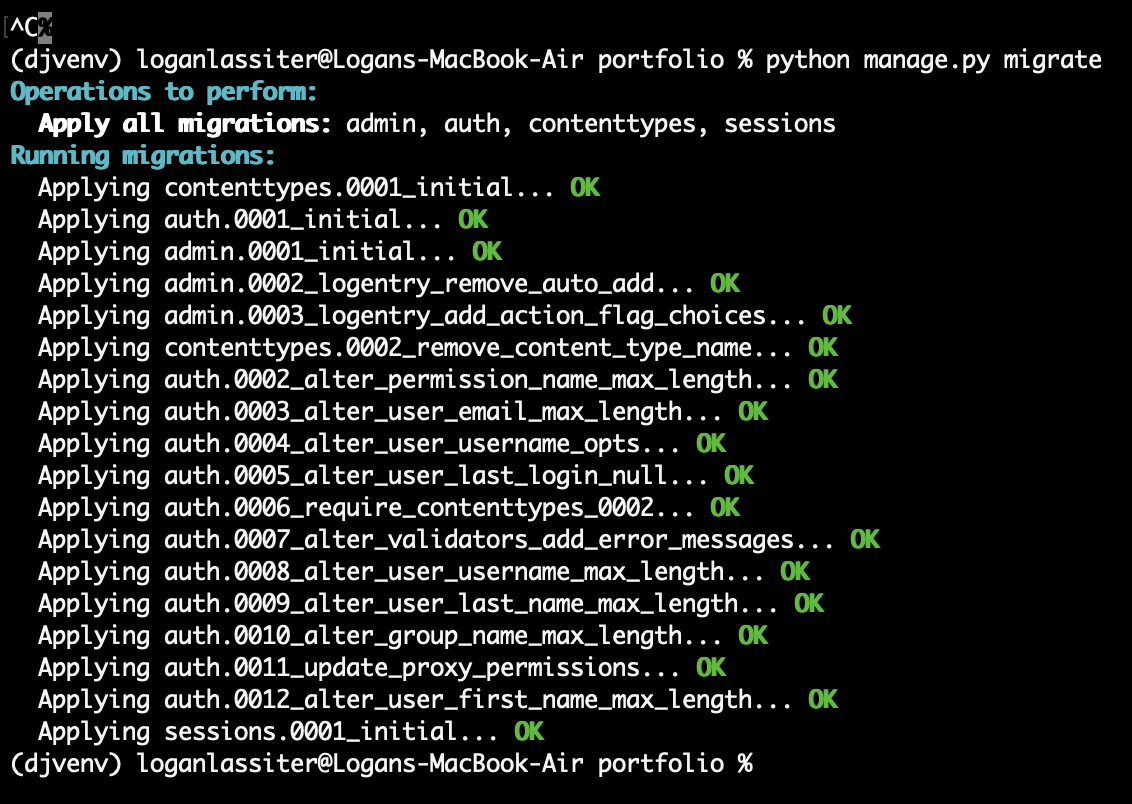 ^C%
(djvenv) loganlassiter@Logans-MacBook-Air portfolio % python manage.py migrate
Operations to perform:
  Apply all migrations: admin, auth, contenttypes, sessions
Running migrations:
  Applying contenttypes.0001_initial... OK
  Applying auth.0001_initial... OK
  Applying admin.0001_initial... OK
  Applying admin.0002_logentry_remove_auto_add... OK
  Applying admin.0003_logentry_add_action_flag_choices... OK
  Applying contenttypes.0002_remove_content_type_name... OK
  Applying auth.0002_alter_permission_name_max_length... OK
  Applying auth.0003_alter_user_email_max_length... OK
  Applying auth.0004_alter_user_username_opts... OK
  Applying auth.0005_alter_user_last_login_null... OK
  Applying auth.0006_require_contenttypes_0002... OK
  Applying auth.0007_alter_validators_add_error_messages... OK
  Applying auth.0008_alter_user_username_max_length... OK
  Applying auth.0009_alter_user_last_name_max_length... OK
  Applying auth.0010_alter_group_name_max_length... OK
  Applying auth.0011_update_proxy_permissions... OK
  Applying auth.0012_alter_user_first_name_max_length... OK
  Applying sessions.0001_initial... OK
(djvenv) loganlassiter@Logans-MacBook-Air portfolio %